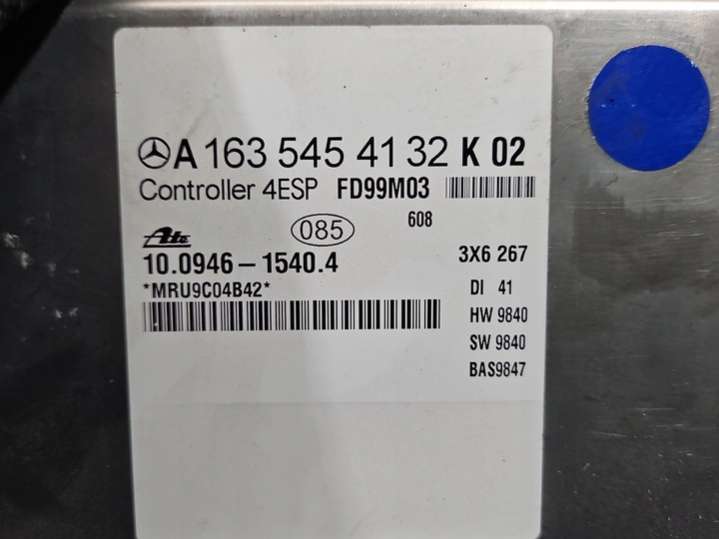 A 163 545 41 32 K 02
Controller 4ESP FD99M03
608
Ate 085
10.0946-1540.4 3X6 267
*MRU9C04B42* DI 41
HW 9840
SW 9840
BAS9847